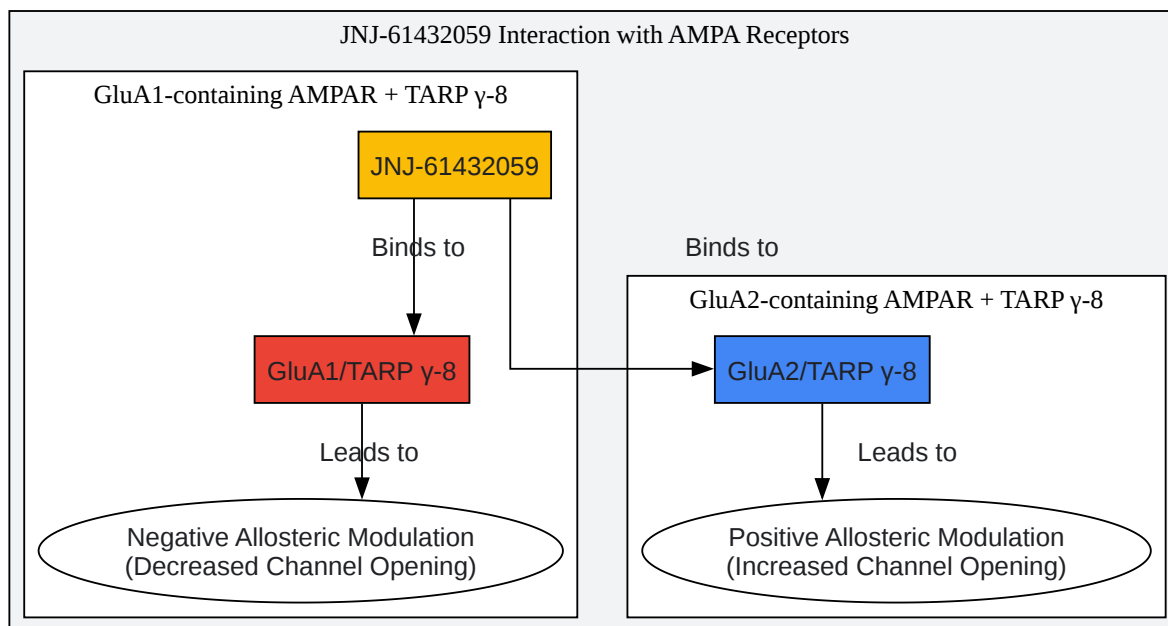 JNJ-61432059 Interaction with AMPA Receptors
GluA1-containing AMPAR + TARP γ-8
JNJ-61432059
Binds to
Binds to
GluA2-containing AMPAR + TARP γ-8
GluA1/TARP γ-8
GluA2/TARP γ-8
Leads to
Leads to
Negative Allosteric Modulation
(Decreased Channel Opening)
Positive Allosteric Modulation
(Increased Channel Opening)